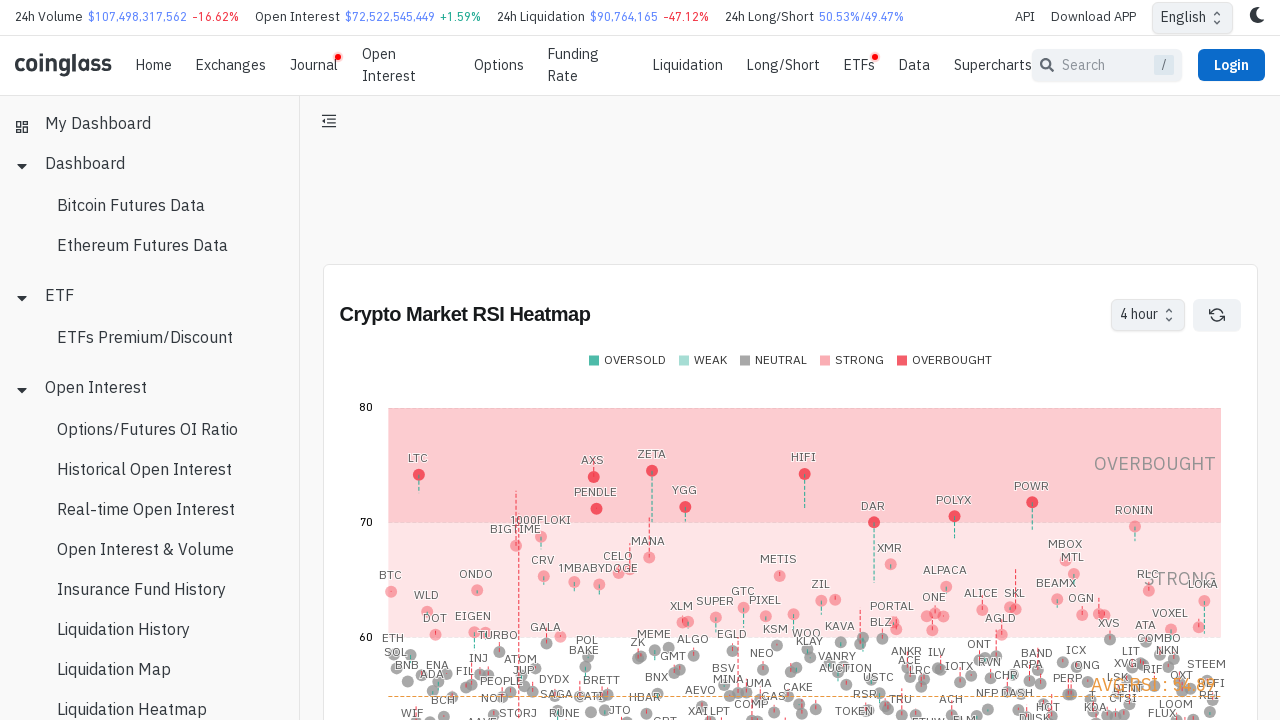 24h Volume $107,498,317,562 -16.62% Open Interest $72,522,545,449 +1.59% 24h Liquidation $90,764,165 -47.12% 24h Long/Short 50.53%/49.47% API Download APP English
coinglass Home Exchanges Journal Open Interest Options Funding Rate Liquidation Long/Short ETFs Data Supercharts Search / Login
My Dashboard
Dashboard
Bitcoin Futures Data
Ethereum Futures Data
ETF
ETFs Premium/Discount
Open Interest
Options/Futures OI Ratio
Historical Open Interest
Real-time Open Interest
Open Interest & Volume
Insurance Fund History
Liquidation History
Liquidation Map
Liquidation Heatmap
Crypto Market RSI Heatmap 4 hour
OVERSOLD WEAK NEUTRAL STRONG OVERBOUGHT
80
LTC AXS ZETA HIFI OVERBOUGHT
PENDLE YGG DAR POLYX POWR
70
RONIN
1000FLOKI
BIGTIME MANA XMR MBOX
CRV CELO METIS MTL
BTC ONDO 1MBABYDOGE ALPACA RLC STRONG
WLD GTC ZIL BEAMX LOKA
DOT EIGEN XLM SUPER PIXEL PORTAL ONE ALICE SKL OGN VOXEL
60
ETH TURBO GALA ZK MEME ALGO EGLD KSM WOO KAVA BLZ AGLD XVS ATA
SOL POL KLAY ONT COMBO
BNB ENA INJ ATOM BAKE GMT NEO VANRY ANKR ILV RVN BAND ICX LIT NKN
ADA FIL JUP BSV AUCTION ACE IOTX ARPA ONG XVG STEEM
PEOPLE DYDX BRETT BNX MINA UMA USTC LRC CHR PERP LSK RIF
BCH NOT SAGA CATI HBAR AEVO GAS CAKE RSR TRU ACH NFP DASH DENT OXT REI
WIF STORJ RUNE JTO XAI LPT COMP TOKEN HOT KDA CTSI LOOM
FLUX